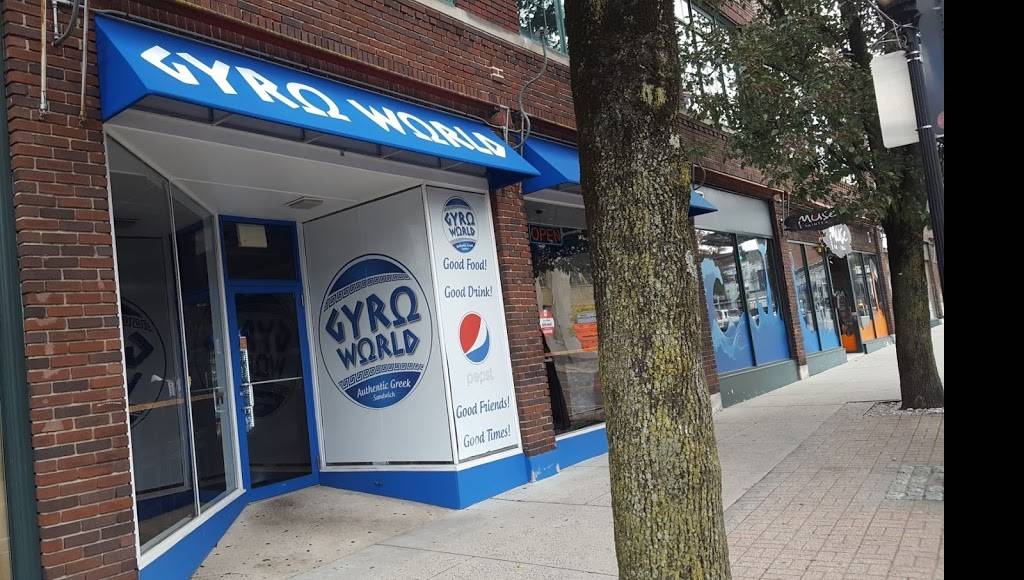 GYRΩ WΩRLD
GYRΩ
WΩRLD
Authentic Greek
Sandwich
GYRΩ
WΩRLD
Good Food!
Good Drink!
pepsi
Good Friends!
Good Times!
OPEN
MUSE